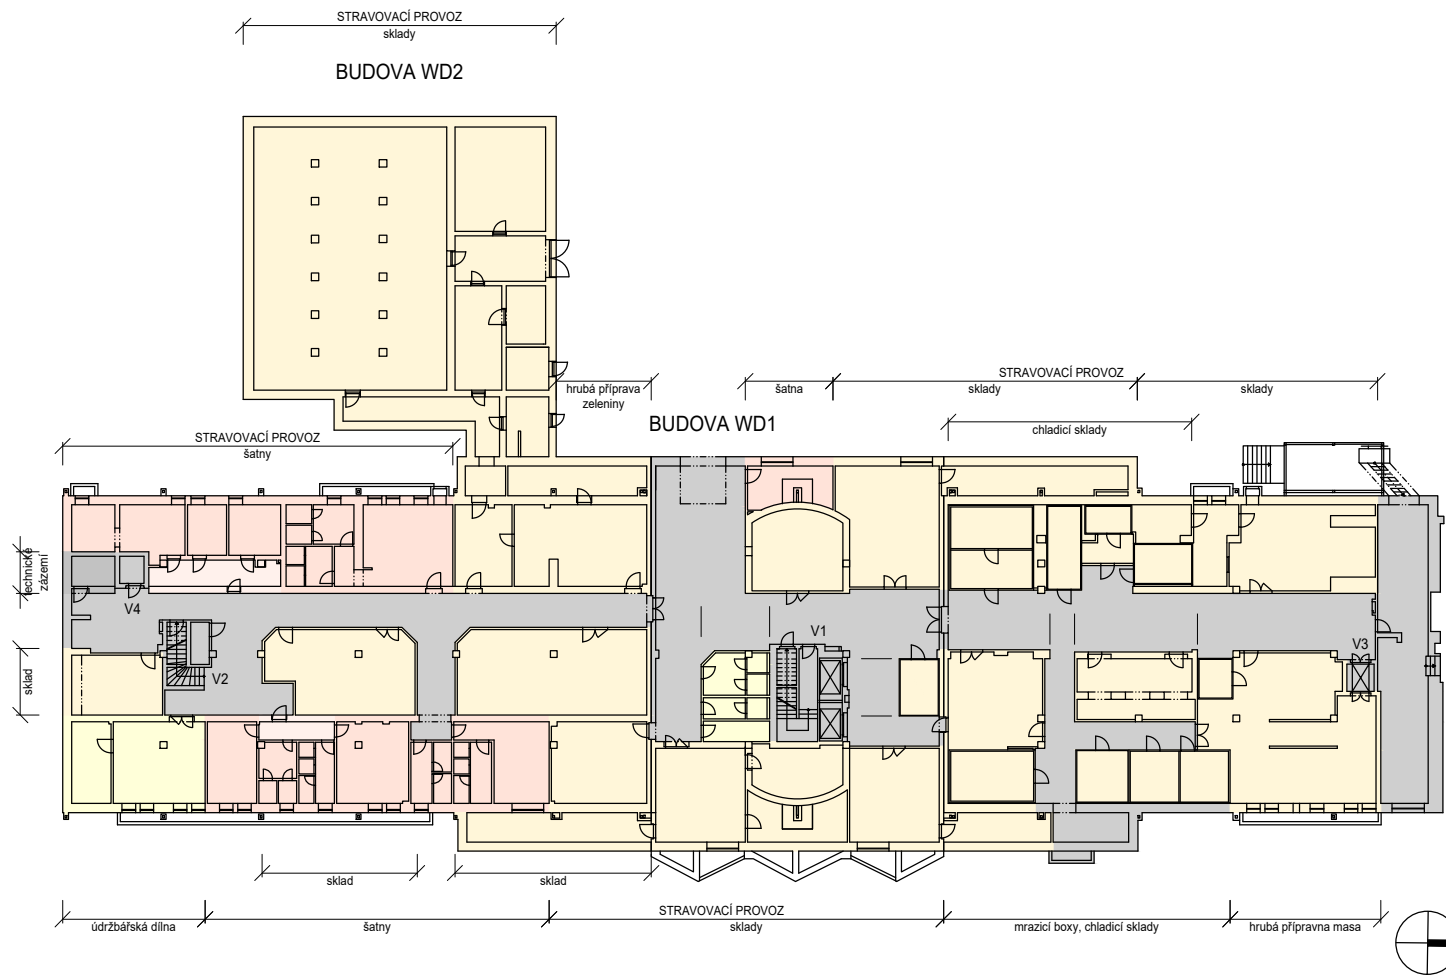 STRAVOVACÍ PROVOZ
sklady
BUDOVA WD2
hrubá příprava
zeleniny
šatna
STRAVOVACÍ PROVOZ
sklady
sklady
BUDOVA WD1
chladicí sklady
STRAVOVACÍ PROVOZ
šatny
technické
zázemí
V4
V2
V1
V3
sklad
sklad
sklad
údržbářská dílna
šatny
STRAVOVACÍ PROVOZ
sklady
mrazicí boxy, chladicí sklady
hrubá přípravna masa